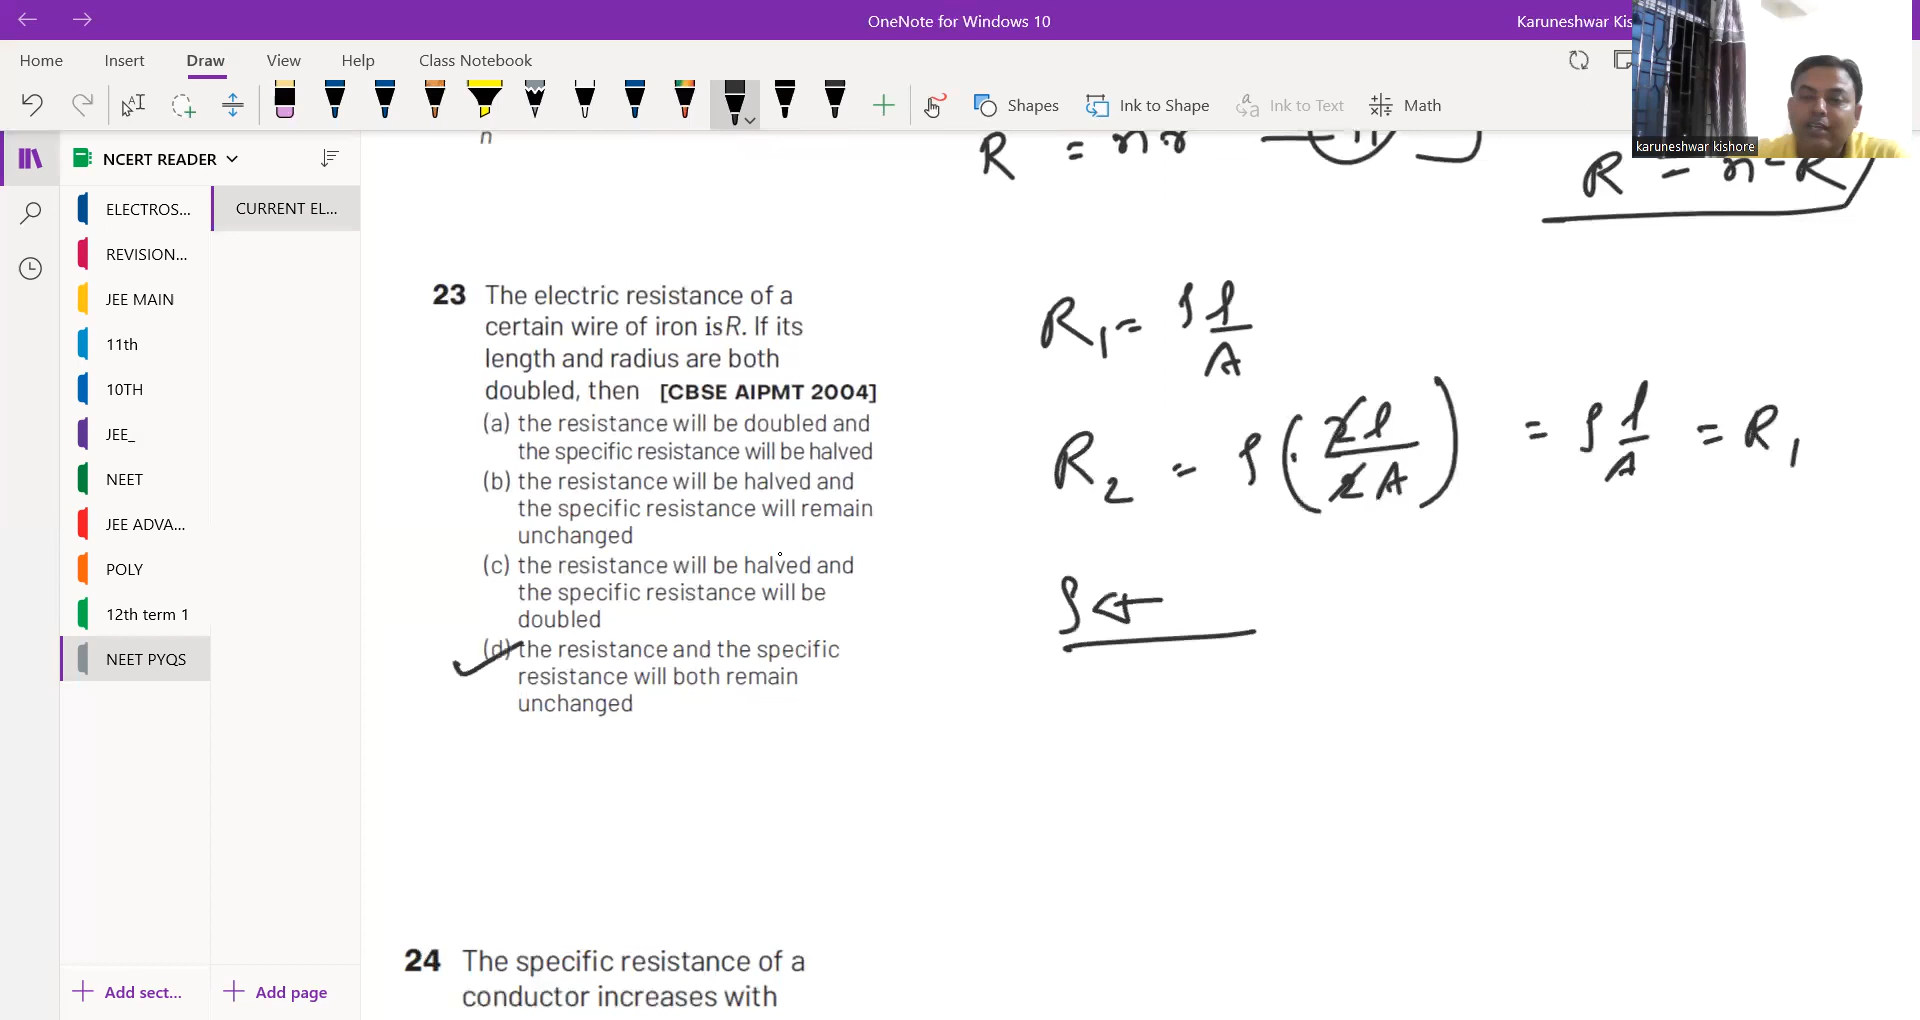 OneNote for Windows 10
Karuneshwar Kis
Home Insert Draw View Help Class Notebook
Shapes Ink to Shape Ink to Text Math
karuneshwar kishore
NCERT READER
ELECTROS...
REVISION...
JEE MAIN
11th
10TH
JEE_
NEET
JEE ADVA...
POLY
12th term 1
NEET PYQS
Add sect...
CURRENT EL...
Add page
n
R = nr
23 The electric resistance of a
certain wire of iron is R. If its
length and radius are both
doubled, then [CBSE AIPMT 2004]
(a) the resistance will be doubled and
the specific resistance will be halved
(b) the resistance will be halved and
the specific resistance will remain
unchanged
(c) the resistance will be halved and
the specific resistance will be
doubled
(d) the resistance and the specific
resistance will both remain
unchanged
R₁ = ρ l/A
R₂ = ρ (2l/2A) = ρ l/A = R₁
ρ
24 The specific resistance of a
conductor increases with